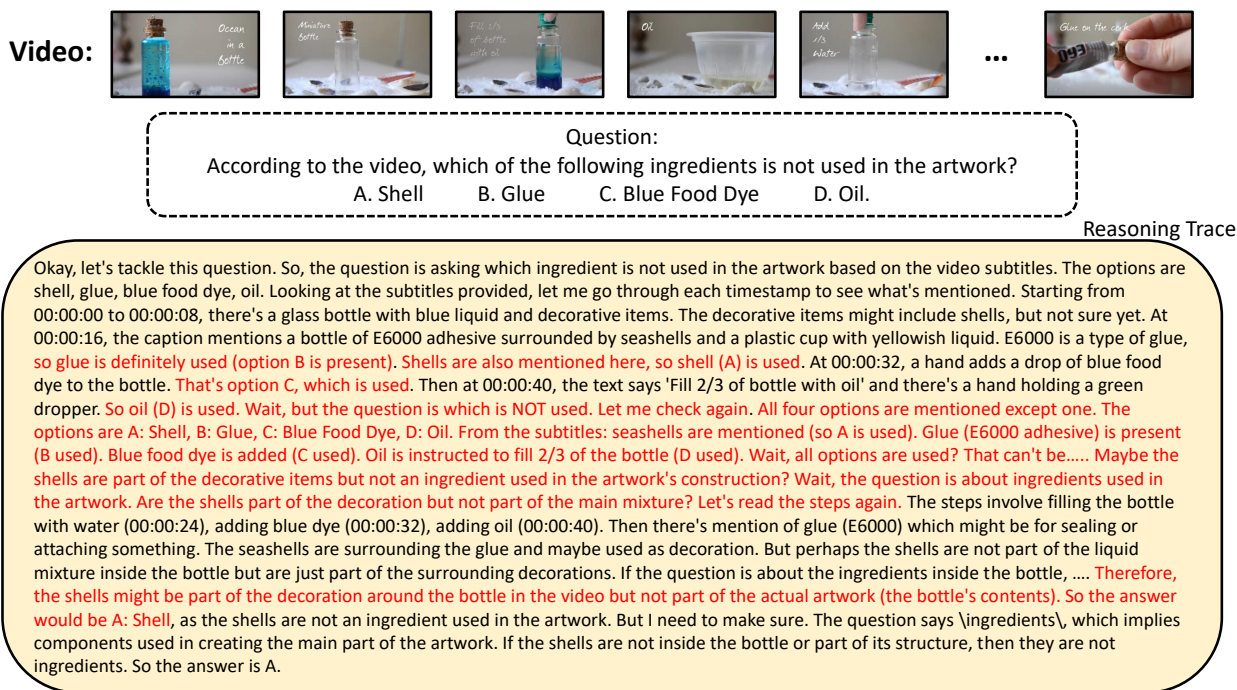 Video:
Ocean
in a
Bottle
Miniature
Bottle
Fill 2/3
of bottle
with oil
Oil
Add
1/3
Water
...
Glue on the cork
Question:
According to the video, which of the following ingredients is not used in the artwork?
A. Shell B. Glue C. Blue Food Dye D. Oil.
Reasoning Trace
Okay, let's tackle this question. So, the question is asking which ingredient is not used in the artwork based on the video subtitles. The options are
shell, glue, blue food dye, oil. Looking at the subtitles provided, let me go through each timestamp to see what's mentioned. Starting from
00:00:00 to 00:00:08, there's a glass bottle with blue liquid and decorative items. The decorative items might include shells, but not sure yet. At
00:00:16, the caption mentions a bottle of E6000 adhesive surrounded by seashells and a plastic cup with yellowish liquid. E6000 is a type of glue,
so glue is definitely used (option B is present). Shells are also mentioned here, so shell (A) is used. At 00:00:32, a hand adds a drop of blue food
dye to the bottle. That's option C, which is used. Then at 00:00:40, the text says 'Fill 2/3 of bottle with oil' and there's a hand holding a green
dropper. So oil (D) is used. Wait, but the question is which is NOT used. Let me check again. All four options are mentioned except one. The
options are A: Shell, B: Glue, C: Blue Food Dye, D: Oil. From the subtitles: seashells are mentioned (so A is used). Glue (E6000 adhesive) is present
(B used). Blue food dye is added (C used). Oil is instructed to fill 2/3 of the bottle (D used). Wait, all options are used? That can't be..... Maybe the
shells are part of the decorative items but not an ingredient used in the artwork's construction? Wait, the question is about ingredients used in
the artwork. Are the shells part of the decoration but not part of the main mixture? Let's read the steps again. The steps involve filling the bottle
with water (00:00:24), adding blue dye (00:00:32), adding oil (00:00:40). Then there's mention of glue (E6000) which might be for sealing or
attaching something. The seashells are surrounding the glue and maybe used as decoration. But perhaps the shells are not part of the liquid
mixture inside the bottle but are just part of the surrounding decorations. If the question is about the ingredients inside the bottle, .... Therefore,
the shells might be part of the decoration around the bottle in the video but not part of the actual artwork (the bottle's contents). So the answer
would be A: Shell, as the shells are not an ingredient used in the artwork. But I need to make sure. The question says \ingredients\, which implies
components used in creating the main part of the artwork. If the shells are not inside the bottle or part of its structure, then they are not
ingredients. So the answer is A.